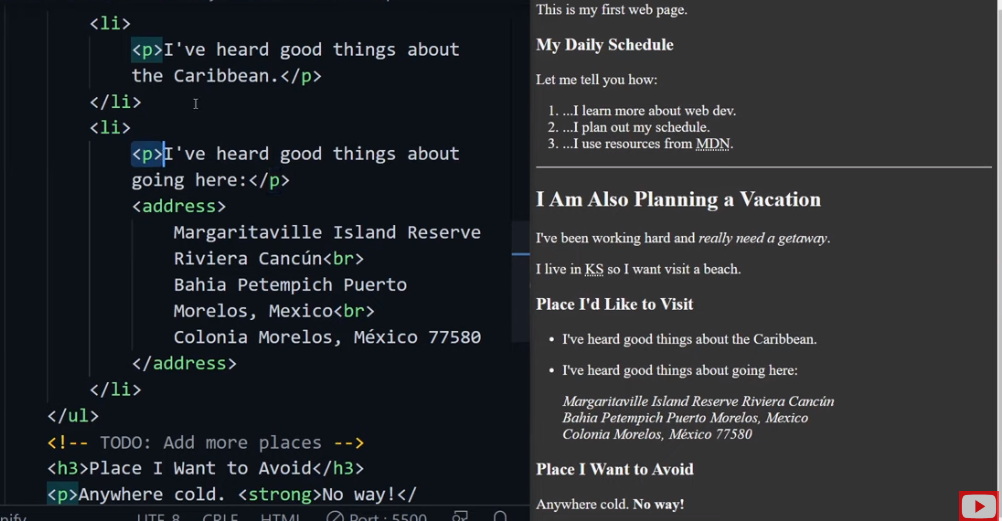 <li>
<p>I've heard good things about
the Caribbean.</p>
</li>
<li>
<p>I've heard good things about
going here:</p>
<address>
Margaritaville Island Reserve
Riviera Cancún<br>
Bahia Petempich Puerto
Morelos, Mexico<br>
Colonia Morelos, México 77580
</address>
</li>
</ul>
<!-- TODO: Add more places -->
<h3>Place I Want to Avoid</h3>
<p>Anywhere cold. <strong>No way!</
UTF-8 CRLF HTML Port : 5500
This is my first web page.
My Daily Schedule
Let me tell you how:
1. ...I learn more about web dev.
2. ...I plan out my schedule.
3. ...I use resources from MDN.
I Am Also Planning a Vacation
I've been working hard and really need a getaway.
I live in KS so I want visit a beach.
Place I'd Like to Visit
• I've heard good things about the Caribbean.
• I've heard good things about going here:
Margaritaville Island Reserve Riviera Cancún
Bahia Petempich Puerto Morelos, Mexico
Colonia Morelos, México 77580
Place I Want to Avoid
Anywhere cold. No way!